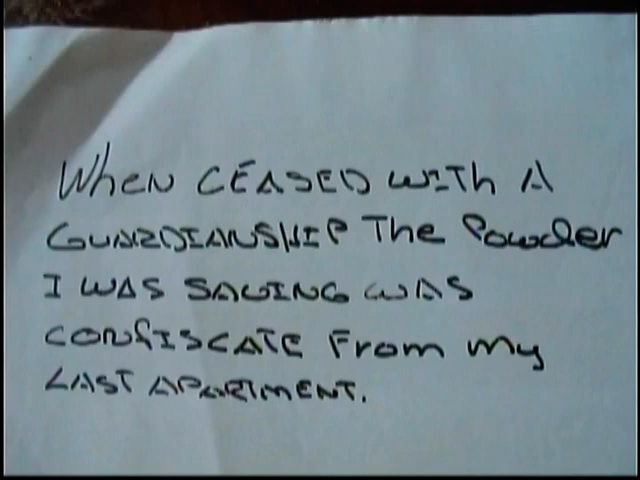 When CEASED WITH A
GUARDIANSHIP The Powder
I WAS SAVING WAS
CONFISCATE From my
LAST APARTMENT.